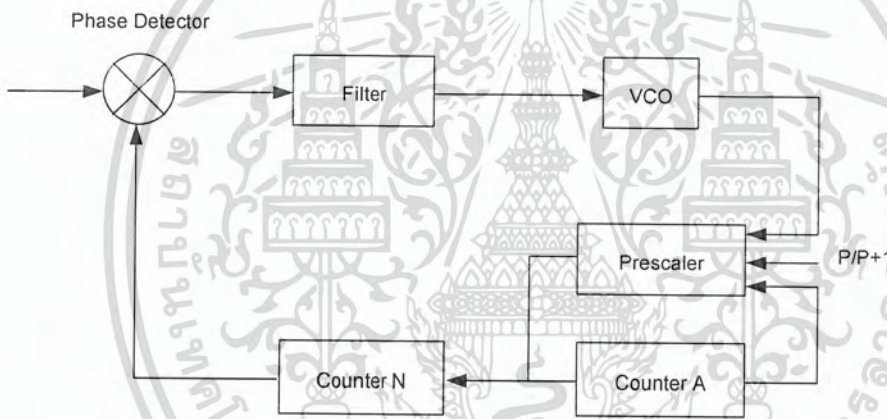 Phase Detector
Filter
VCO
Prescaler
P/P+1
Counter N
Counter A